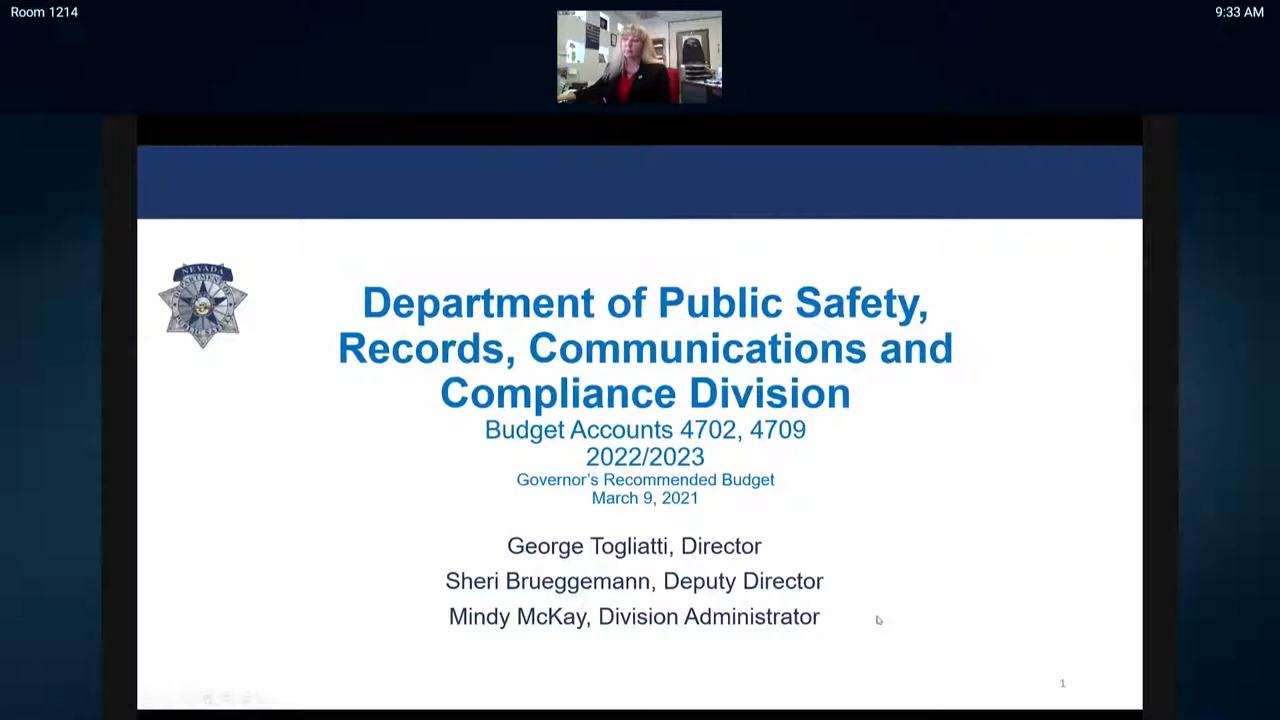 Room 1214
9:33 AM
NEVADA
Department of Public Safety,
Records, Communications and
Compliance Division
Budget Accounts 4702, 4709
2022/2023
Governor's Recommended Budget
March 9, 2021
George Togliatti, Director
Sheri Brueggemann, Deputy Director
Mindy McKay, Division Administrator
1